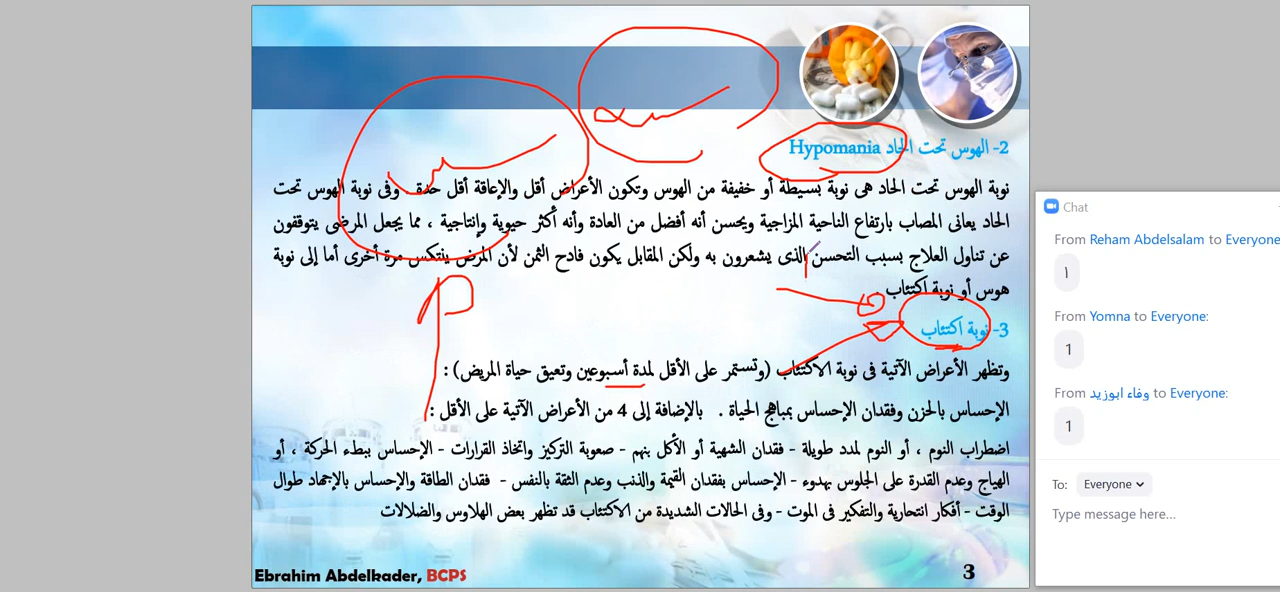 2- الهوس تحت الحاد Hypomania
نوبة الهوس تحت الحاد هى نوبة بسيطة أو خفيفة من الهوس وتكون الأعراض أقل والإعاقة أقل حدة وفى نوبة الهوس تحت
الحاد يعانى المصاب بارتفاع الناحية المزاجية ويحسن أنه أفضل من العادة وأنه أكثر حيوية وإنتاجية ، مما يجعل المرضى يتوقفون
عن تناول العلاج بسبب التحسن الذى يشعرون به ولكن المقابل يكون فادح الثمن لأن المرض ينتكس مرة أخرى أما إلى نوبة
هوس أو نوبة اكتئاب
3- نوبة اكتئاب
وتظهر الأعراض الآتية فى نوبة الاكتئاب (وتستمر على الأقل لمدة أسبوعين وتعيق حياة المريض) :
الإحساس بالحزن وفقدان الإحساس بمباهج الحياة . بالإضافة إلى 4 من الأعراض الآتية على الأقل :
اضطراب النوم ، أو النوم لمدد طويلة - فقدان الشهية أو الأكل بنهم - صعوبة التركيز واتخاذ القرارات - الإحساس ببطء الحركة ، أو
الهياج وعدم القدرة على الجلوس بهدوء - الإحساس بفقدان القيمة والذنب وعدم الثقة بالنفس - فقدان الطاقة والإحساس بالإجهاد طوال
الوقت - أفكار انتحارية والتفكير فى الموت - وفى الحالات الشديدة من الاكتئاب قد تظهر بعض الهلاوس والضلالات
Ebrahim Abdelkader, BCPS
3
Chat
From Reham Abdelsalam to Everyone
١
From Yomna to Everyone:
1
From وفاء ابوزيد to Everyone:
1
To: Everyone
Type message here...